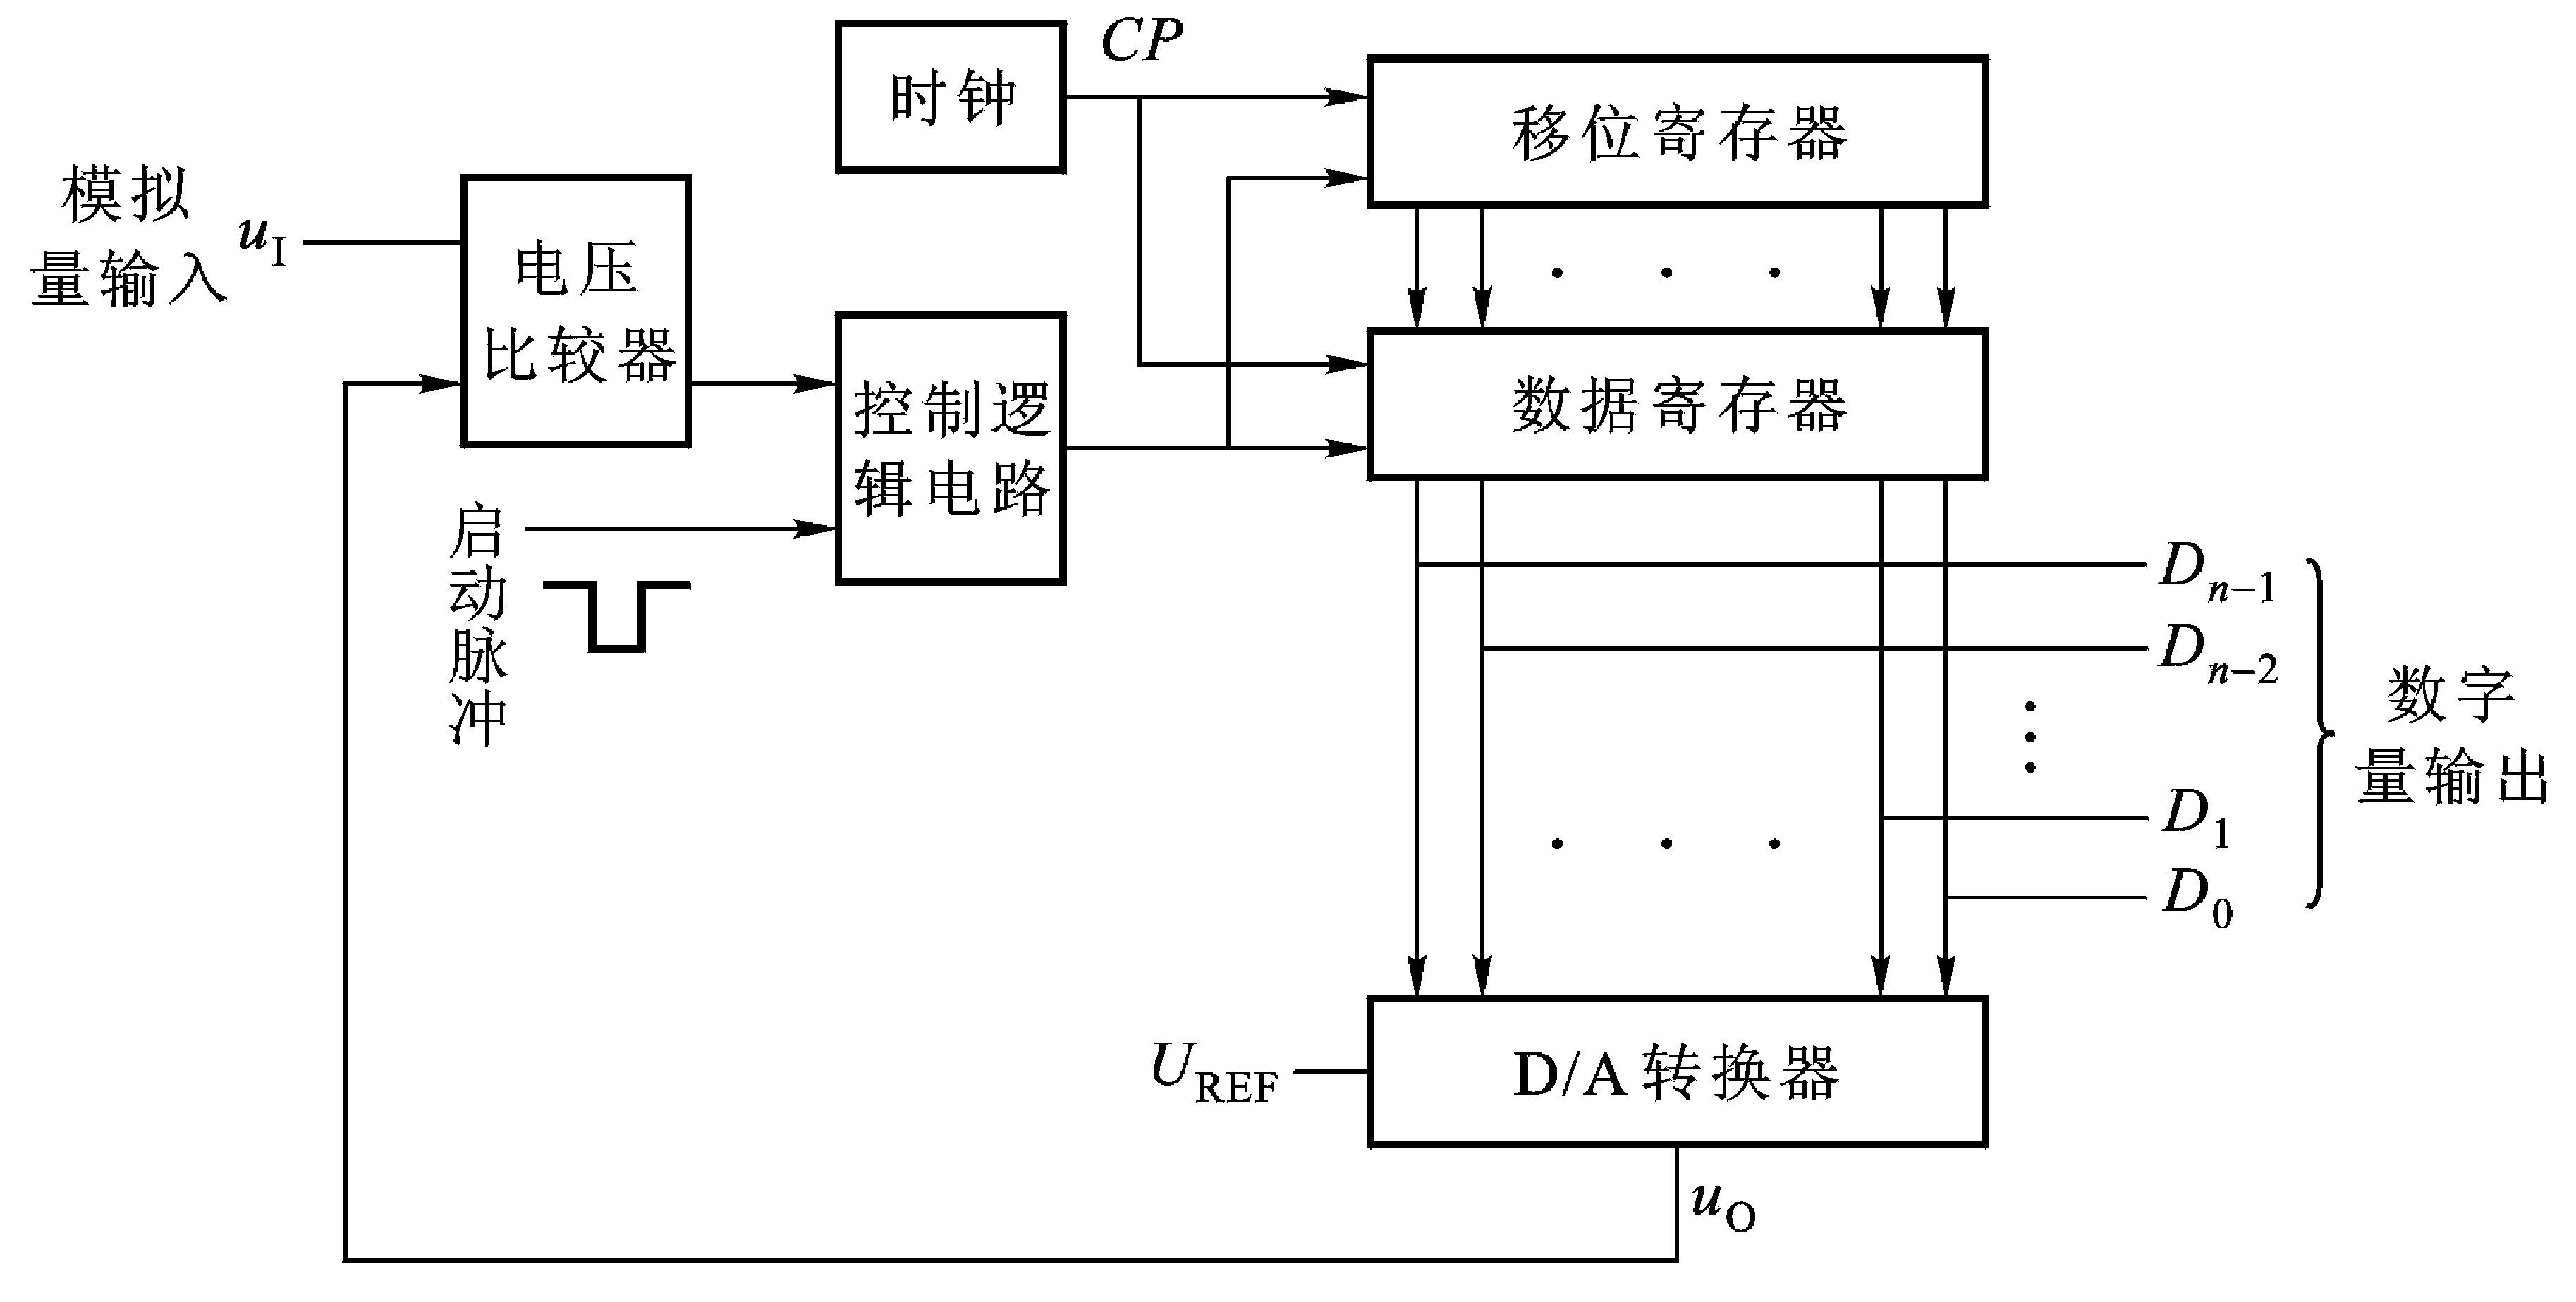 CP
时钟
移位寄存器
模拟
量输入
uI
电压
比较器
控制逻
辑电路
数据寄存器
启
动
脉
冲
Dn−1
Dn−2
D1
D0
数字
量输出
UREF
D/A 转换器
uO